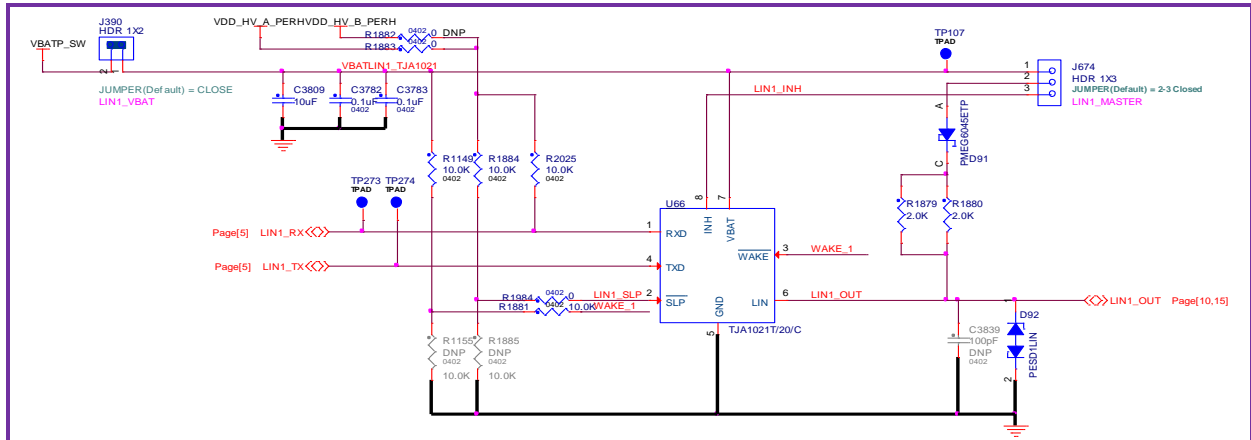 J390
HDR 1X2
VBATP_SW
2
JUMPER(Default) = CLOSE
LIN1_VBAT
VDD_HV_A_PERH
VDD_HV_B_PERH
R1882
0402
0
DNP
R1883
0402
0
VBATLIN1_TJA1021
C3809
10uF
C3782
0.1uF
0402
C3783
0.1uF
0402
TP107
TPAD
1
2
3
J674
HDR 1X3
JUMPER(Default) = 2-3 Closed
LIN1_MASTER
LIN1_INH
A
PMEG6045ETP
C
D91
R1149
10.0K
0402
R1884
10.0K
0402
R2025
10.0K
0402
TP273
TPAD
TP274
TPAD
R1879
2.0K
R1880
2.0K
U66
8
7
INH
VBAT
Page[5] LIN1_RX
1
RXD
Page[5] LIN1_TX
4
TXD
WAKE
3
WAKE_1
R1984
0402
0
LIN1_SLP
2
SLP
R1881
0402
10.0K
WAKE_1
LIN
6
LIN1_OUT
LIN1_OUT Page[10,15]
GND
5
TJA1021T/20/C
R1155
DNP
0402
10.0K
R1885
DNP
0402
10.0K
C3839
100pF
DNP
0402
1
D92
PESD1LIN
2